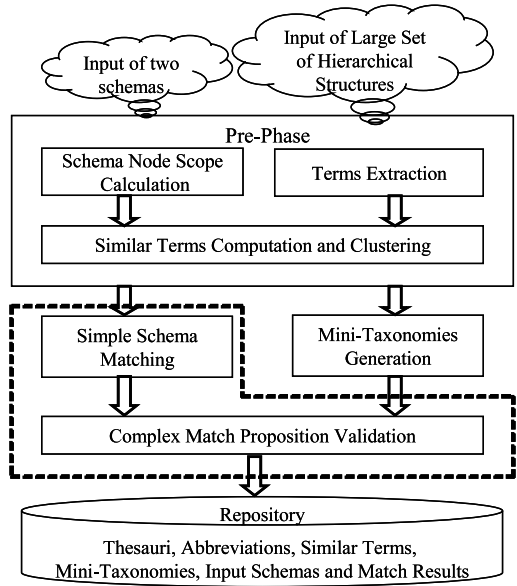 Input of two
schemas
Input of Large Set
of Hierarchical
Structures
Pre-Phase
Schema Node Scope
Calculation
Terms Extraction
Similar Terms Computation and Clustering
Simple Schema
Matching
Mini-Taxonomies
Generation
Complex Match Proposition Validation
Repository
Thesauri, Abbreviations, Similar Terms,
Mini-Taxonomies, Input Schemas and Match Results